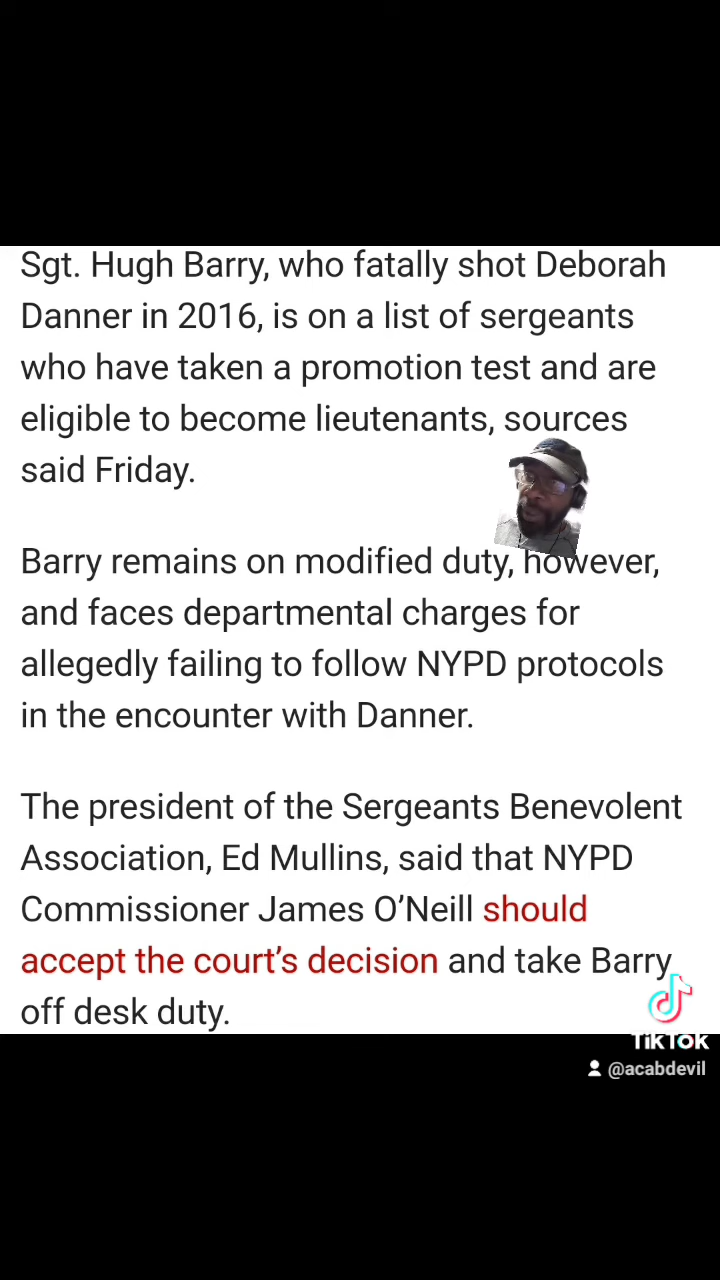 Sgt. Hugh Barry, who fatally shot Deborah
Danner in 2016, is on a list of sergeants
who have taken a promotion test and are
eligible to become lieutenants, sources
said Friday.
Barry remains on modified duty, however,
and faces departmental charges for
allegedly failing to follow NYPD protocols
in the encounter with Danner.
The president of the Sergeants Benevolent
Association, Ed Mullins, said that NYPD
Commissioner James O’Neill should
accept the court’s decision and take Barry
off desk duty.
TikTok
@acabdevil